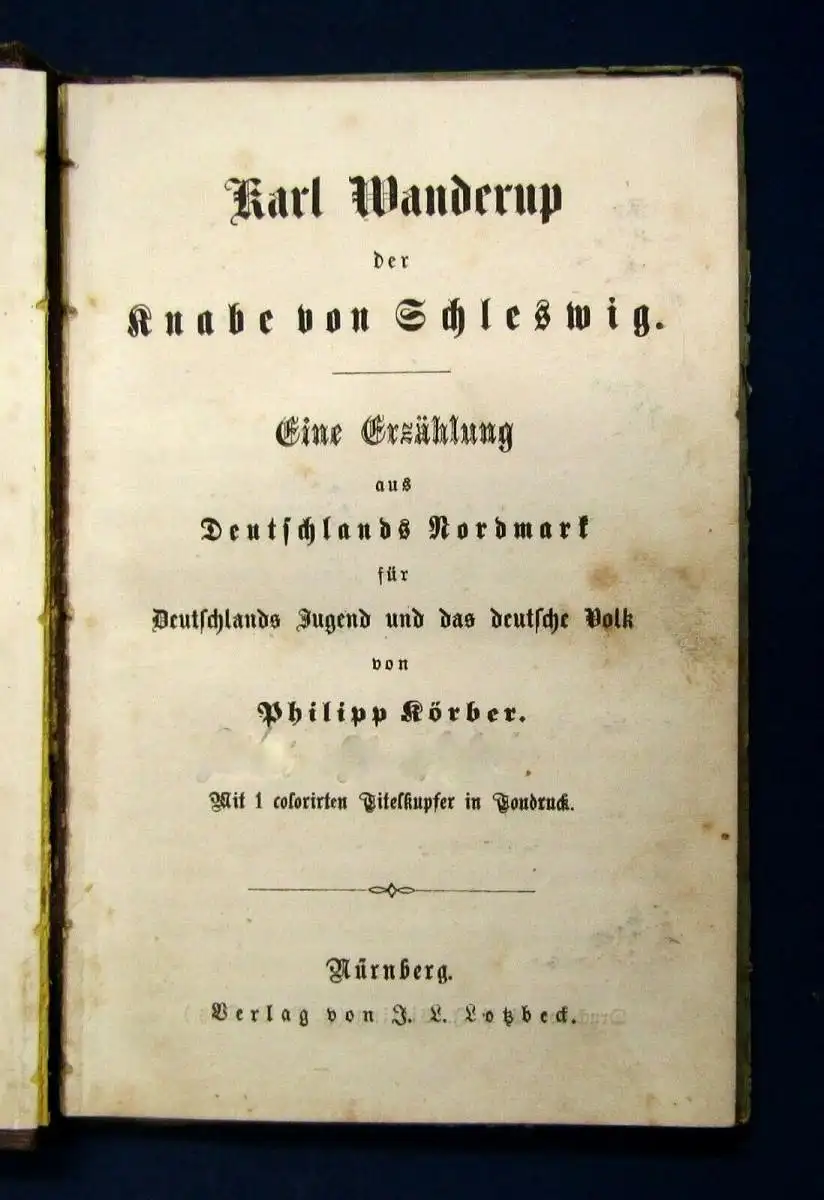 Karl Wanderup
der
Knabe von Schleswig.
Eine Erzählung
aus
Deutschlands Nordmark
für
Deutschlands Jugend und das deutsche Volk
von
Philipp Körber.
Mit 1 colorirten Titelkupfer in Tondruck.
Nürnberg.
Verlag von J. L. Lotzbeck.